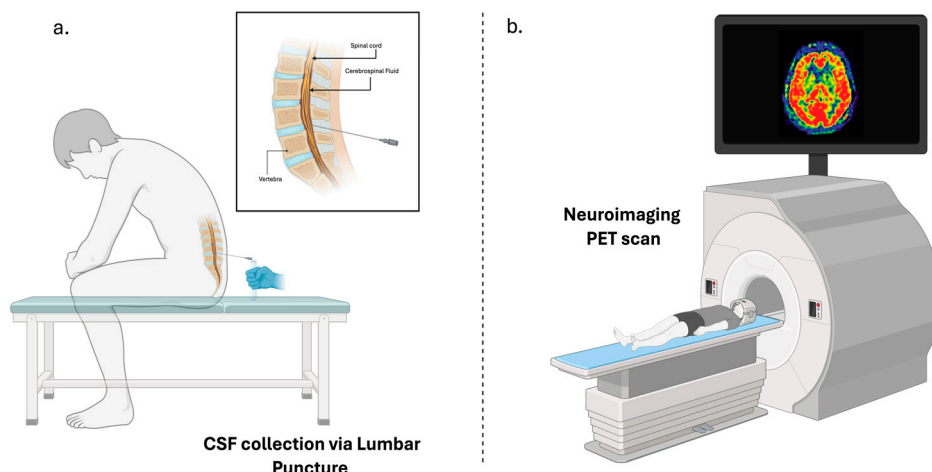 a.
Spinal cord
Cerebrospinal Fluid
Vertebra
CSF collection via Lumbar
Puncture
b.
Neuroimaging
PET scan